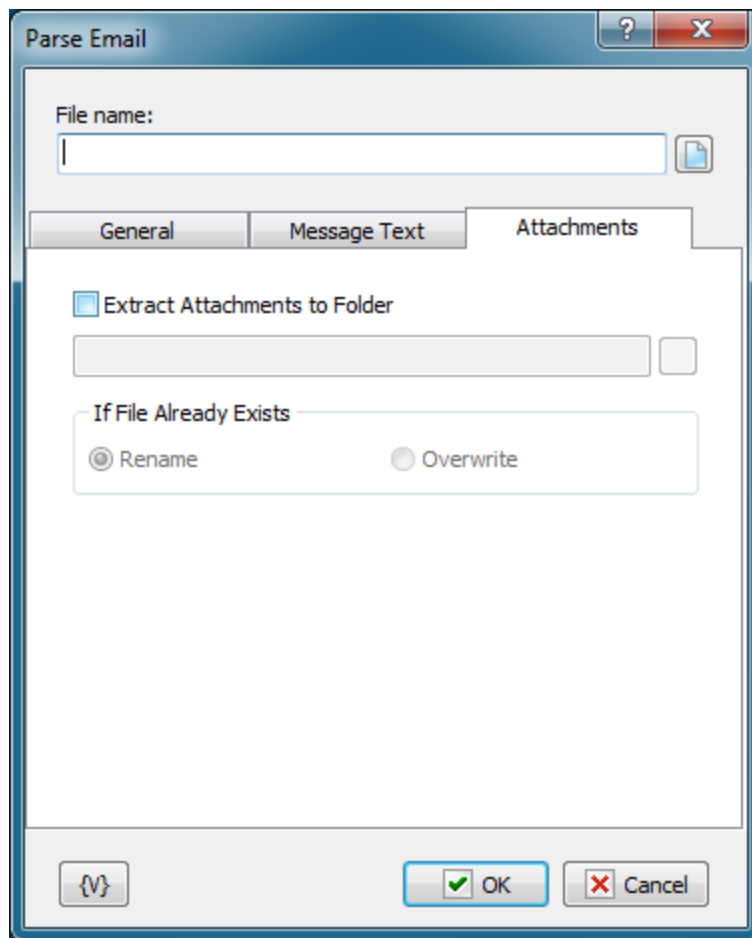 Parse Email
?
x
File name:
General Message Text Attachments
Extract Attachments to Folder
If File Already Exists
Rename Overwrite
{V} OK Cancel